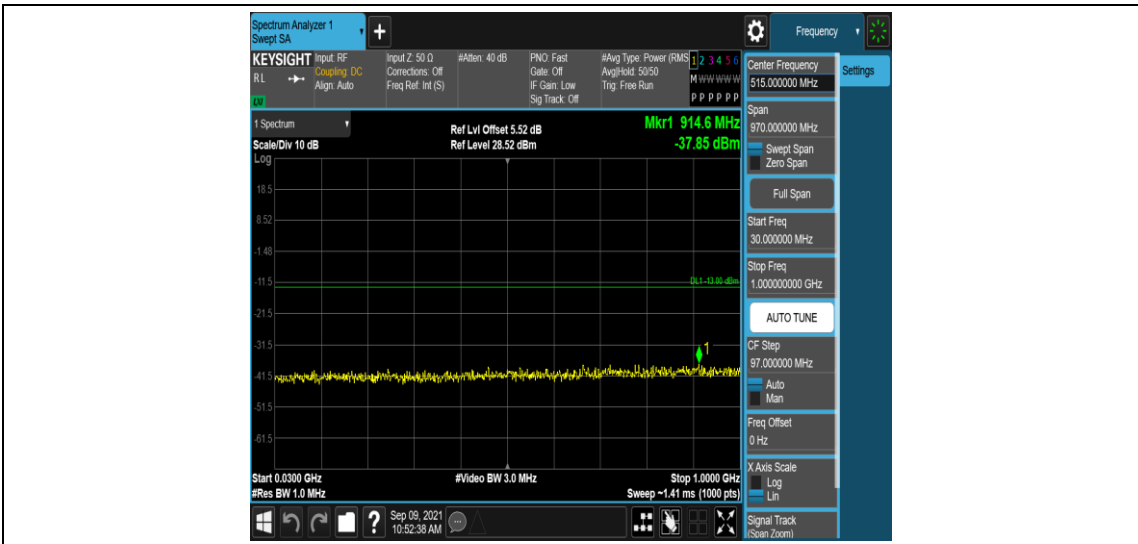 Spectrum Analyzer 1
Swept SA
+
Frequency
KEYSIGHT
RL
Input: RF
Coupling: DC
Align: Auto
Input Z: 50 Ω
Corrections: Off
Freq Ref: Int (S)
#Atten: 40 dB
PNO: Fast
Gate: Off
IF Gain: Low
Sig Track: Off
#Avg Type: Power (RMS
Avg|Hold: 50/50
Trig: Free Run
1 2 3 4 5 6
M W W W W W
P P P P P P
1 Spectrum
Scale/Div 10 dB
Log
Ref Lvl Offset 5.52 dB
Ref Level 28.52 dBm
Mkr1 914.6 MHz
-37.85 dBm
18.5
8.52
-1.48
-11.5
DL1 -13.00 dBm
-21.5
-31.5
1
-41.5
-51.5
-61.5
Start 0.0300 GHz
#Res BW 1.0 MHz
#Video BW 3.0 MHz
Stop 1.0000 GHz
Sweep ~1.41 ms (1000 pts)
?
Sep 09, 2021
10:52:38 AM
Center Frequency
515.000000 MHz
Settings
Span
970.000000 MHz
Swept Span
Zero Span
Full Span
Start Freq
30.000000 MHz
Stop Freq
1.000000000 GHz
AUTO TUNE
CF Step
97.000000 MHz
Auto
Man
Freq Offset
0 Hz
X Axis Scale
Log
Lin
Signal Track
(Span Zoom)